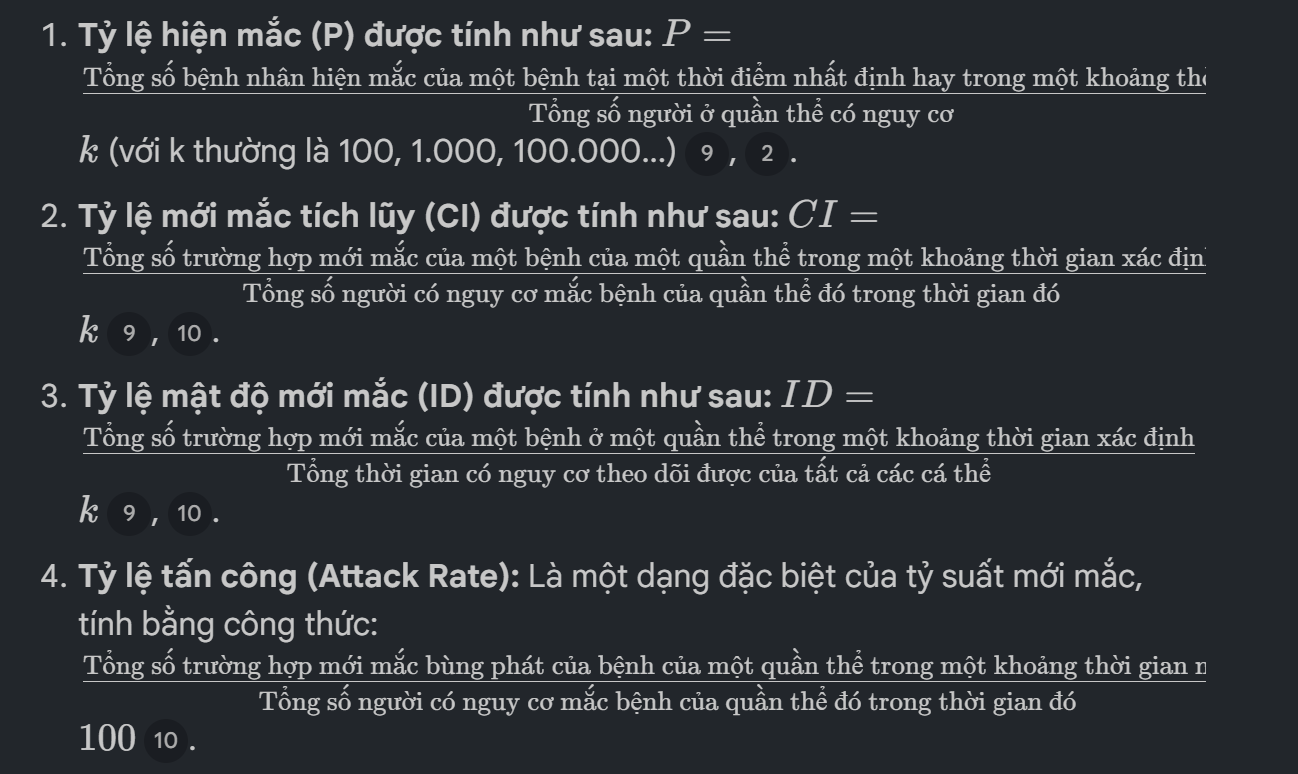 1. Tỷ lệ hiện mắc (P) được tính như sau: P =
Tổng số bệnh nhân hiện mắc của một bệnh tại một thời điểm nhất định hay trong một khoảng
Tổng số người ở quần thể có nguy cơ
k (với k thường là 100, 1.000, 100.000...) 9 , 2 .
2. Tỷ lệ mới mắc tích lũy (CI) được tính như sau: CI =
Tổng số trường hợp mới mắc của một bệnh của một quần thể trong một khoảng thời gian xác
Tổng số người có nguy cơ mắc bệnh của quần thể đó trong thời gian đó
k 9 , 10 .
3. Tỷ lệ mật độ mới mắc (ID) được tính như sau: ID =
Tổng số trường hợp mới mắc của một bệnh ở một quần thể trong một khoảng thời gian xác định
Tổng thời gian có nguy cơ theo dõi được của tất cả các cá thể
k 9 , 10 .
4. Tỷ lệ tấn công (Attack Rate): Là một dạng đặc biệt của tỷ suất mới mắc,
tính bằng công thức:
Tổng số trường hợp mới mắc bùng phát của bệnh của một quần thể trong một khoảng thời gian
Tổng số người có nguy cơ mắc bệnh của quần thể đó trong thời gian đó
100 10 .